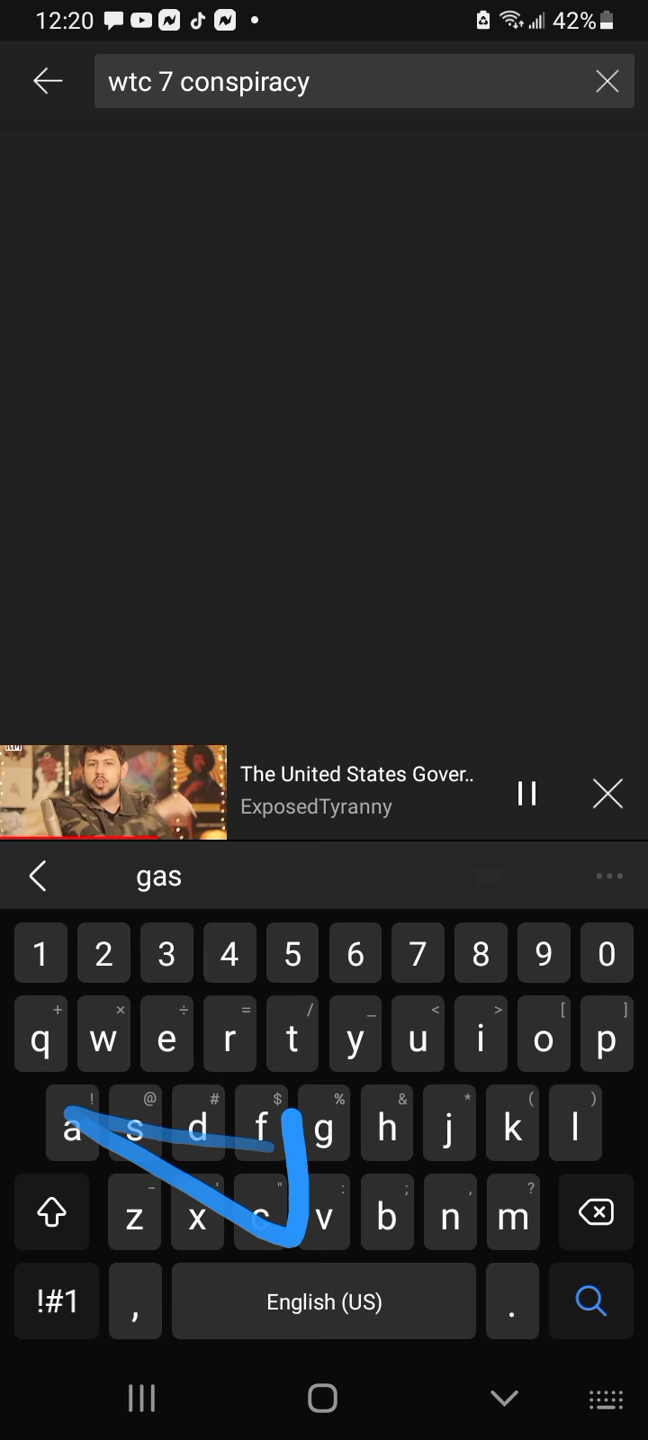 12:20 42%
wtc 7 conspiracy
The United States Gover..
ExposedTyranny
gas
1 2 3 4 5 6 7 8 9 0
+ × ÷ = / _ < > [ ]
q w e r t y u i o p
! @ # $ % & * ( )
a s d f g h j k l
- ' " : ; , ?
z x c v b n m
!#1 , English (US) .